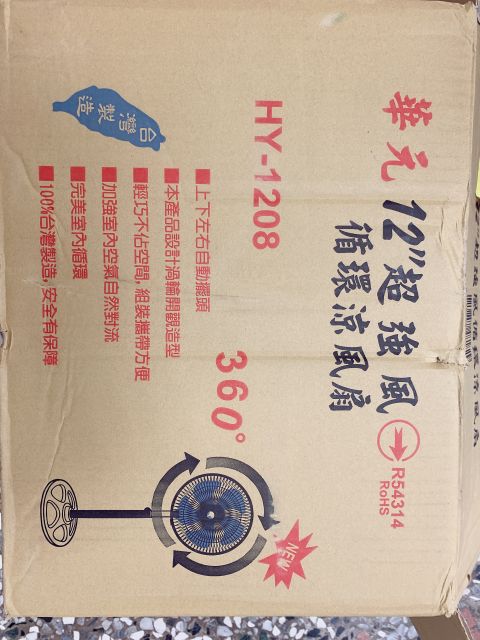 華元
12"超強風
循環涼風扇
R54314
RoHS
HY-1208
360°
上下左右自動擺頭
本產品設計渦輪開觀造型
輕巧不佔空間, 組裝攜帶方便
加強室內空氣自然對流
完美室內循環
100%台灣製造, 安全有保障
台灣製造
NEW